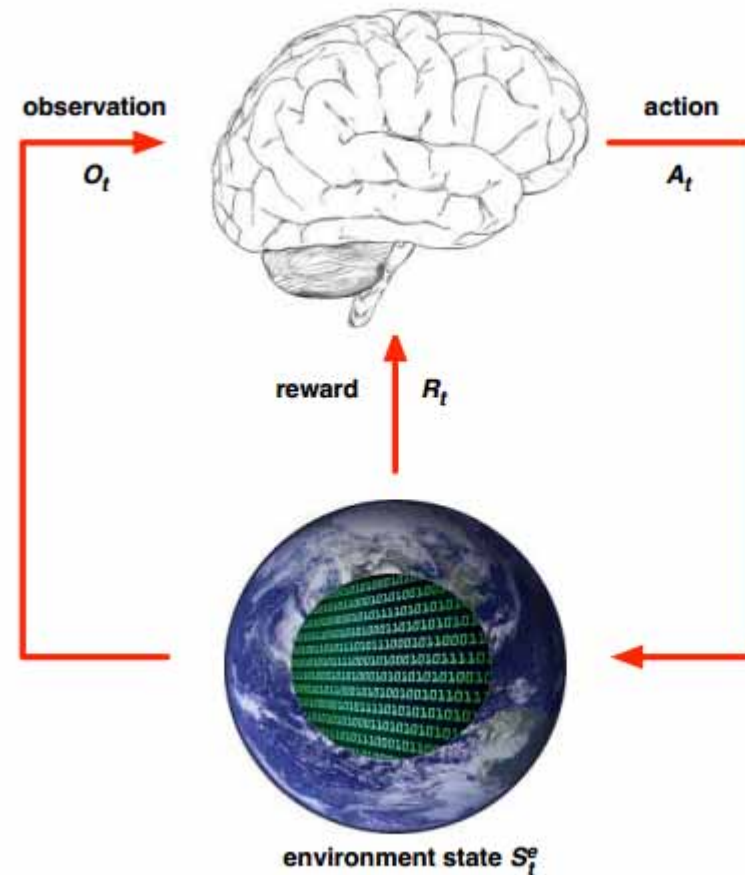 observation
O_t
action
A_t
reward
R_t
environment state S_t^e